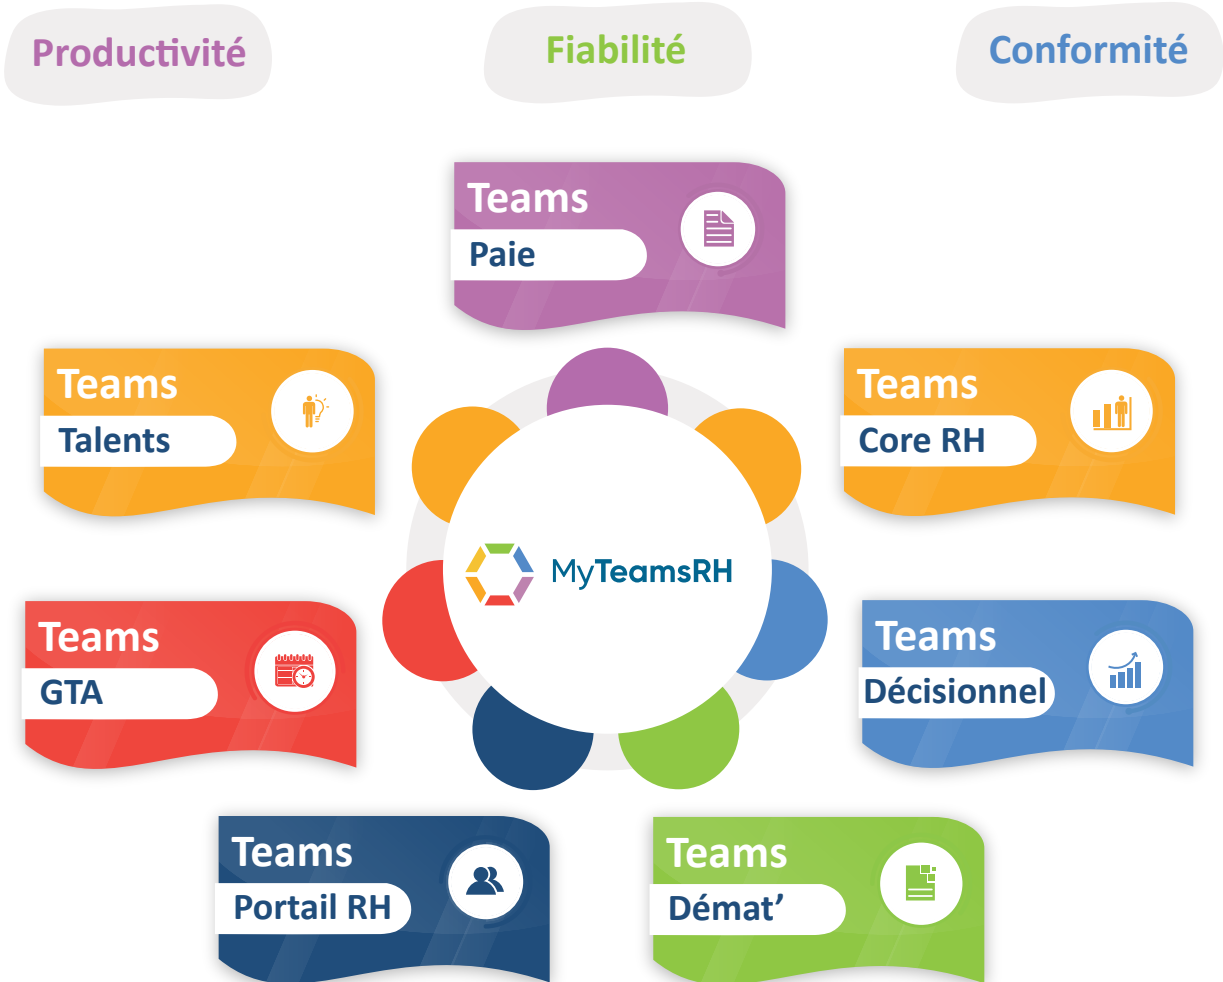 Productivité
Fiabilité
Conformité
Teams
Paie
Teams
Talents
Teams
Core RH
MyTeamsRH
Teams
GTA
Teams
Décisionnel
Teams
Portail RH
Teams
Démat’